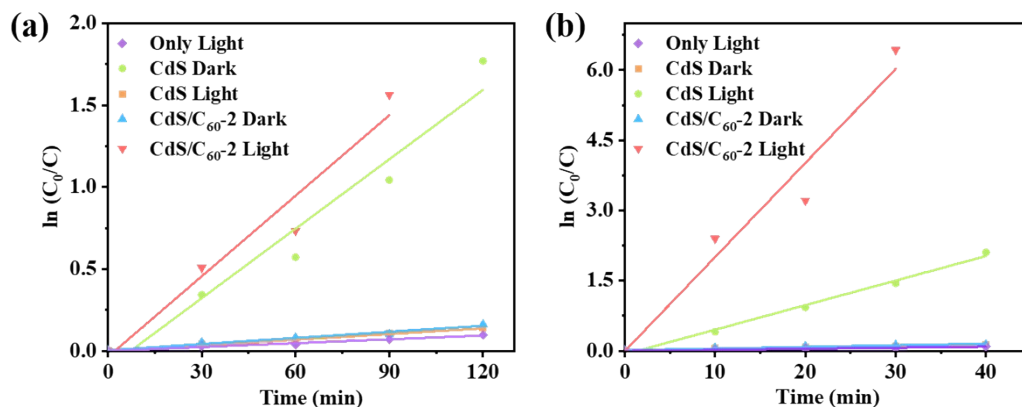 (a)
Only Light
CdS Dark
CdS Light
CdS/C₆₀-2 Dark
CdS/C₆₀-2 Light
ln (C₀/C)
2.0
1.5
1.0
0.5
0.0
0
30
60
90
120
Time (min)
(b)
Only Light
CdS Dark
CdS Light
CdS/C₆₀-2 Dark
CdS/C₆₀-2 Light
ln (C₀/C)
6.0
4.5
3.0
1.5
0.0
0
10
20
30
40
Time (min)